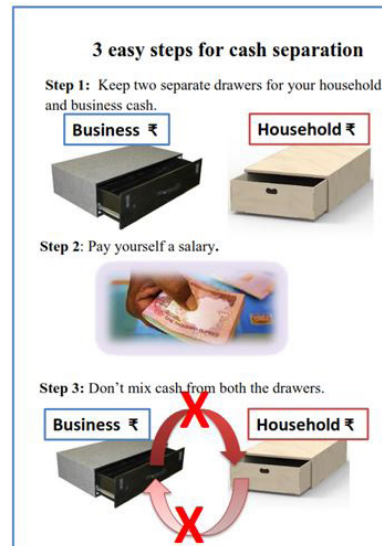 3 easy steps for cash separation
Step 1: Keep two separate drawers for your household
and business cash.
Business ₹
Household ₹
Step 2: Pay yourself a salary.
Step 3: Don't mix cash from both the drawers.
X
Business ₹
Household ₹
X